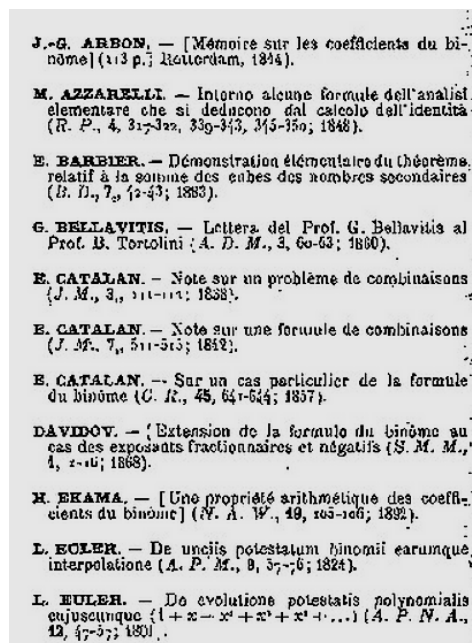 J.-G. ARBON. — [Mémoire sur les coefficients du bi-
nôme] (113 p.; Rotterdam, 1844).
M. AZZARELLI. — Intorno alcune formule dell'analisi
elementare che si deducono dal calcolo dell'identità
(R. P., 4, 317-322, 339-343, 345-350; 1848).
E. BARBIER. — Démonstration élémentaire du théorème
relatif à la somme des cubes des nombres secondaires
(B. D., 7, 42-43; 1883).
G. BELLAVITIS. — Lettera del Prof. G. Bellavitis al
Prof. B. Tortolini (A. D. M., 3, 60-63; 1860).
E. CATALAN. — Note sur un problème de combinaisons
(J. M., 3, 111-112; 1838).
E. CATALAN. — Note sur une formule de combinaisons
(J. M., 7, 511-513; 1842).
E. CATALAN. — Sur un cas particulier de la formule
du binôme (C. R., 45, 641-644; 1857).
DAVIDOV. — [Extension de la formule du binôme au
cas des exposants fractionnaires et négatifs (S. M. M.,
1868).
H. EKAMA. — [Une propriété arithmétique des coeffi-
cients du binôme] (N. A. W., 19, 105-106; 1892).
L. EULER. — De unciis potestatum binomii earumque
interpolatione (A. P. M., 9, 57-76; 1824).
L. EULER. — De evolutione potestatis polynomialis
cujuscunque (1 + x + x² + x³ + x⁴ + ...) (A. P. N. A.,
12, 47-57; 1801.